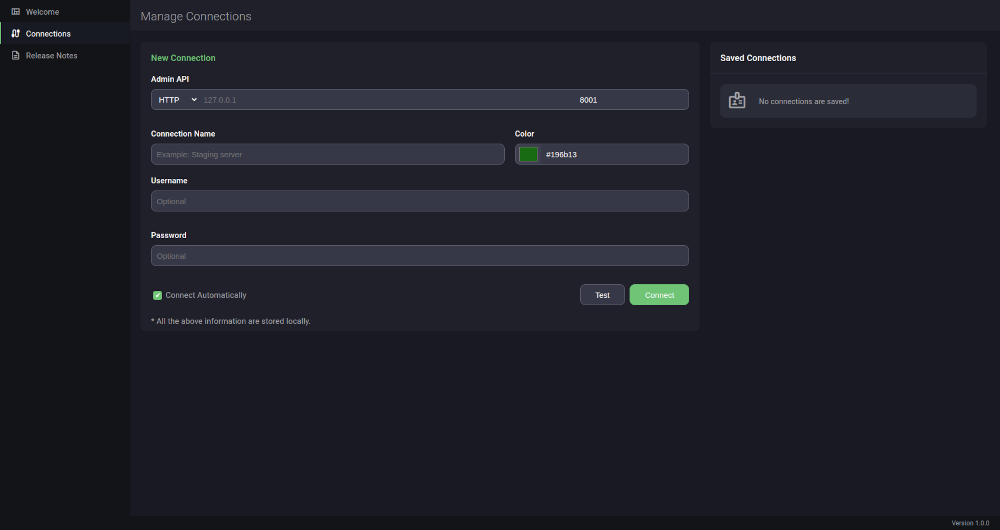 Welcome
Connections
Release Notes
Manage Connections
New Connection
Admin API
HTTP 127.0.0.1 8001
Connection Name Color
Example: Staging server #196b13
Username
Optional
Password
Optional
Connect Automatically Test Connect
* All the above information are stored locally.
Saved Connections
No connections are saved!
Version 1.0.0